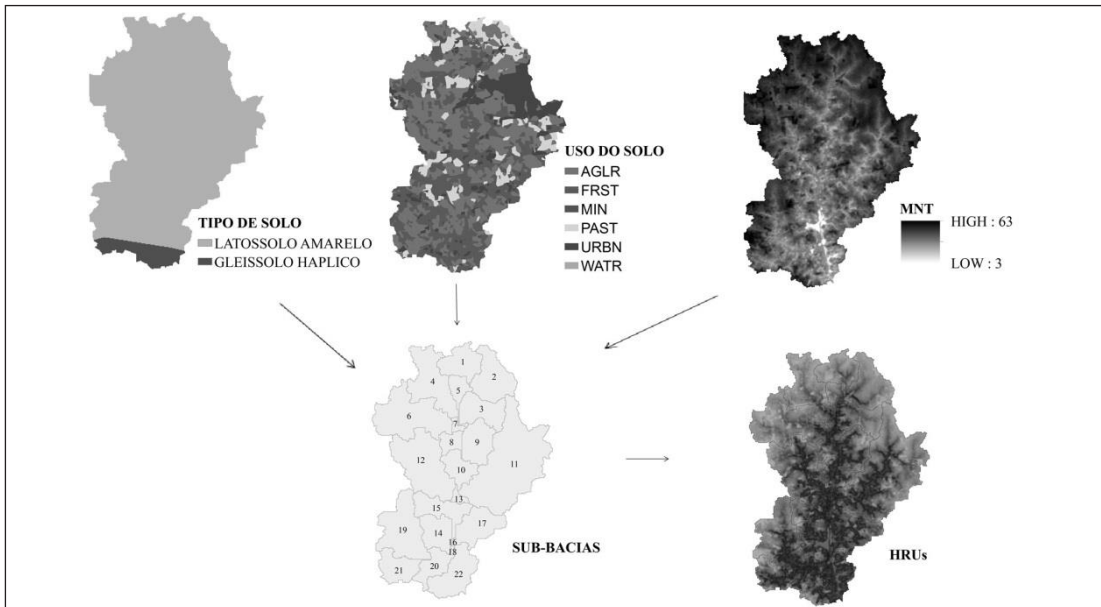 TIPO DE SOLO
LATOSSOLO AMARELO
GLEISSOLO HAPLICO
USO DO SOLO
AGLR
FRST
MIN
PAST
URBN
WATR
MNT
HIGH : 63
LOW : 3
1
2
4
5
3
6
7
8
9
12
11
10
13
15
17
19
14
16
18
20
21
22
SUB-BACIAS
HRUs